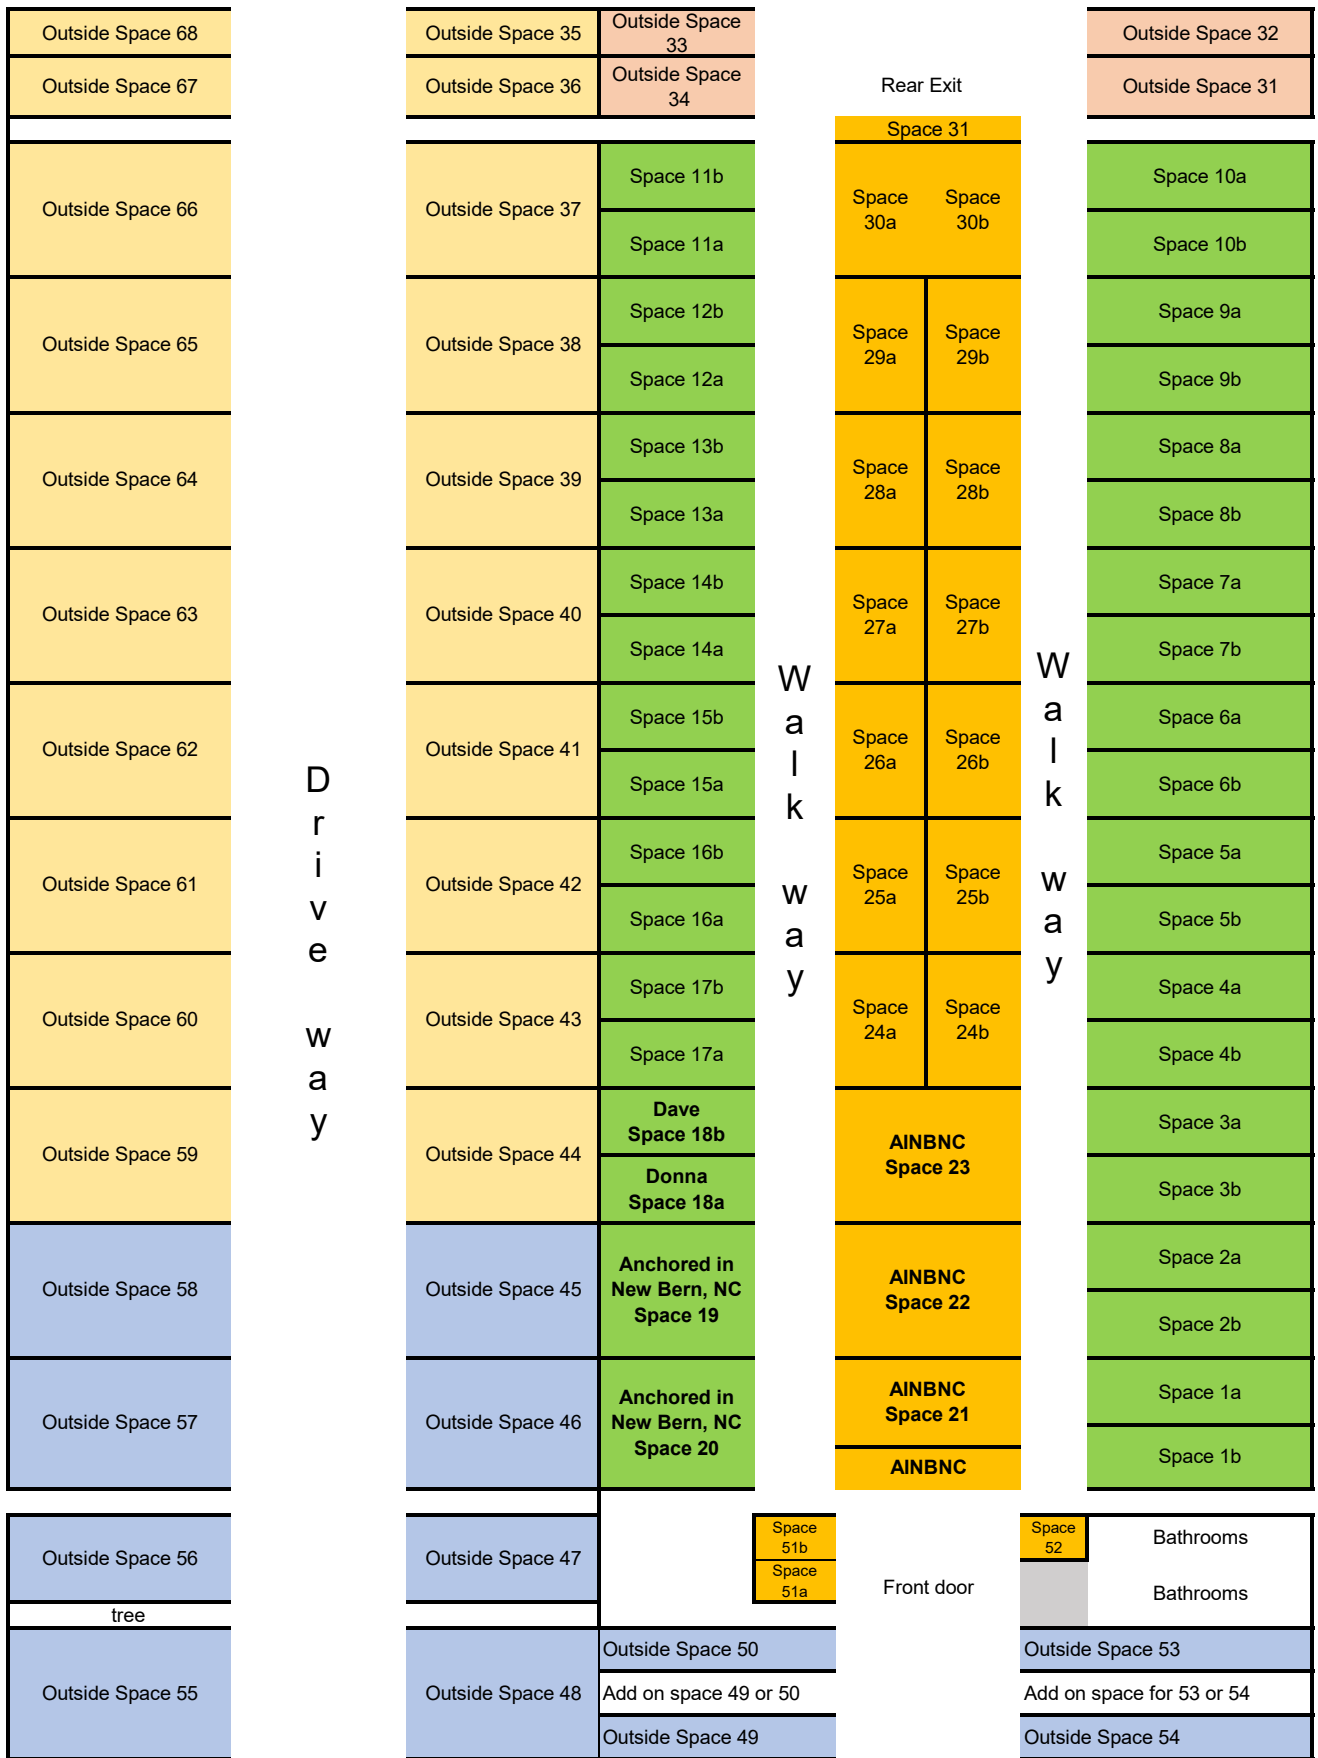 Outside Space 68
Outside Space 35
Outside Space
33
Outside Space 32
Outside Space 67
Outside Space 36
Outside Space
34
Rear Exit
Outside Space 31
Space 31
Outside Space 66
Outside Space 37
Space 11b
Space 11a
Space
30a
Space
30b
Space 10a
Space 10b
Outside Space 65
Outside Space 38
Space 12b
Space 12a
Space
29a
Space
29b
Space 9a
Space 9b
Outside Space 64
Outside Space 39
Space 13b
Space 13a
Space
28a
Space
28b
Space 8a
Space 8b
Outside Space 63
Outside Space 40
Space 14b
Space 14a
Space
27a
Space
27b
Space 7a
Space 7b
Outside Space 62
Drive way
Outside Space 41
Space 15b
Space 15a
Walk way
Space
26a
Space
26b
Walk way
Space 6a
Space 6b
Outside Space 61
Outside Space 42
Space 16b
Space 16a
Space
25a
Space
25b
Space 5a
Space 5b
Outside Space 60
Outside Space 43
Space 17b
Space 17a
Space
24a
Space
24b
Space 4a
Space 4b
Outside Space 59
Outside Space 44
Dave
Space 18b
Donna
Space 18a
AINBNC
Space 23
Space 3a
Space 3b
Outside Space 58
Outside Space 45
Anchored in
New Bern, NC
Space 19
AINBNC
Space 22
Space 2a
Space 2b
Outside Space 57
Outside Space 46
Anchored in
New Bern, NC
Space 20
AINBNC
Space 21
AINBNC
Space 1a
Space 1b
Outside Space 56
Outside Space 47
Space
51b
Space
51a
Front door
Space
52
Bathrooms
Bathrooms
tree
Outside Space 55
Outside Space 48
Outside Space 50
Add on space 49 or 50
Outside Space 49
Outside Space 53
Add on space for 53 or 54
Outside Space 54